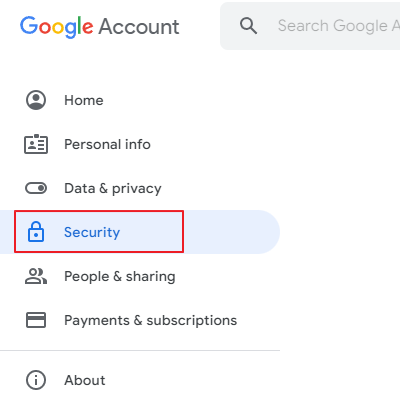 Google Account
Search Google A
Home
Personal info
Data & privacy
Security
People & sharing
Payments & subscriptions
About